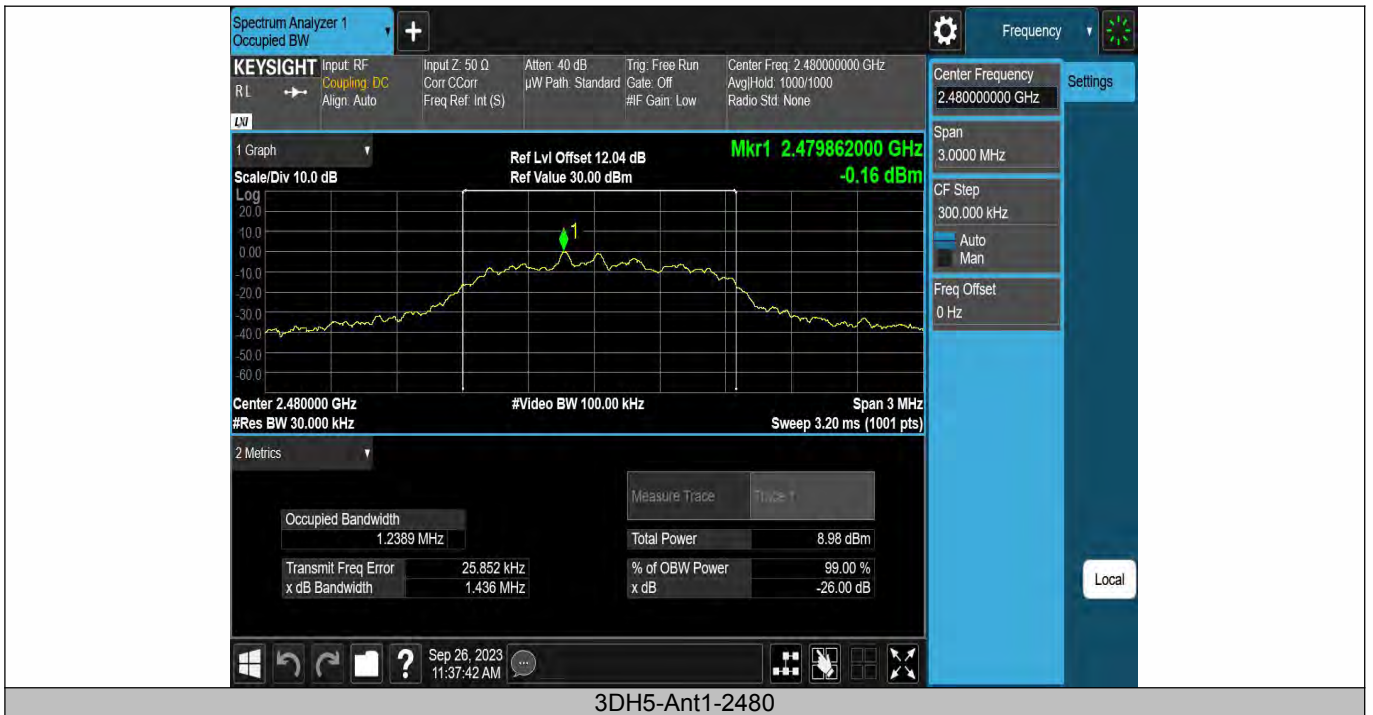 Spectrum Analyzer 1
Occupied BW
+
Frequency
KEYSIGHT
R L
LXI
Input: RF
Coupling: DC
Align: Auto
Input Z: 50 Ω
Corr CCorr
Freq Ref: Int (S)
Atten: 40 dB
µW Path: Standard
Trig: Free Run
Gate: Off
#IF Gain: Low
Center Freq: 2.480000000 GHz
Avg|Hold: 1000/1000
Radio Std: None
Center Frequency
2.480000000 GHz
Settings
Span
3.0000 MHz
CF Step
300.000 kHz
Auto
Man
Freq Offset
0 Hz
Local
1 Graph
Scale/Div 10.0 dB
Ref Lvl Offset 12.04 dB
Ref Value 30.00 dBm
Mkr1 2.479862000 GHz
-0.16 dBm
Log
20.0
10.0
0.00
-10.0
-20.0
-30.0
-40.0
-50.0
-60.0
1
Center 2.480000 GHz
#Res BW 30.000 kHz
#Video BW 100.00 kHz
Span 3 MHz
Sweep 3.20 ms (1001 pts)
2 Metrics
Measure Trace Trace 1
Occupied Bandwidth
1.2389 MHz
Total Power 8.98 dBm
Transmit Freq Error 25.852 kHz
% of OBW Power 99.00 %
x dB Bandwidth 1.436 MHz
x dB -26.00 dB
?
Sep 26, 2023
11:37:42 AM
3DH5-Ant1-2480